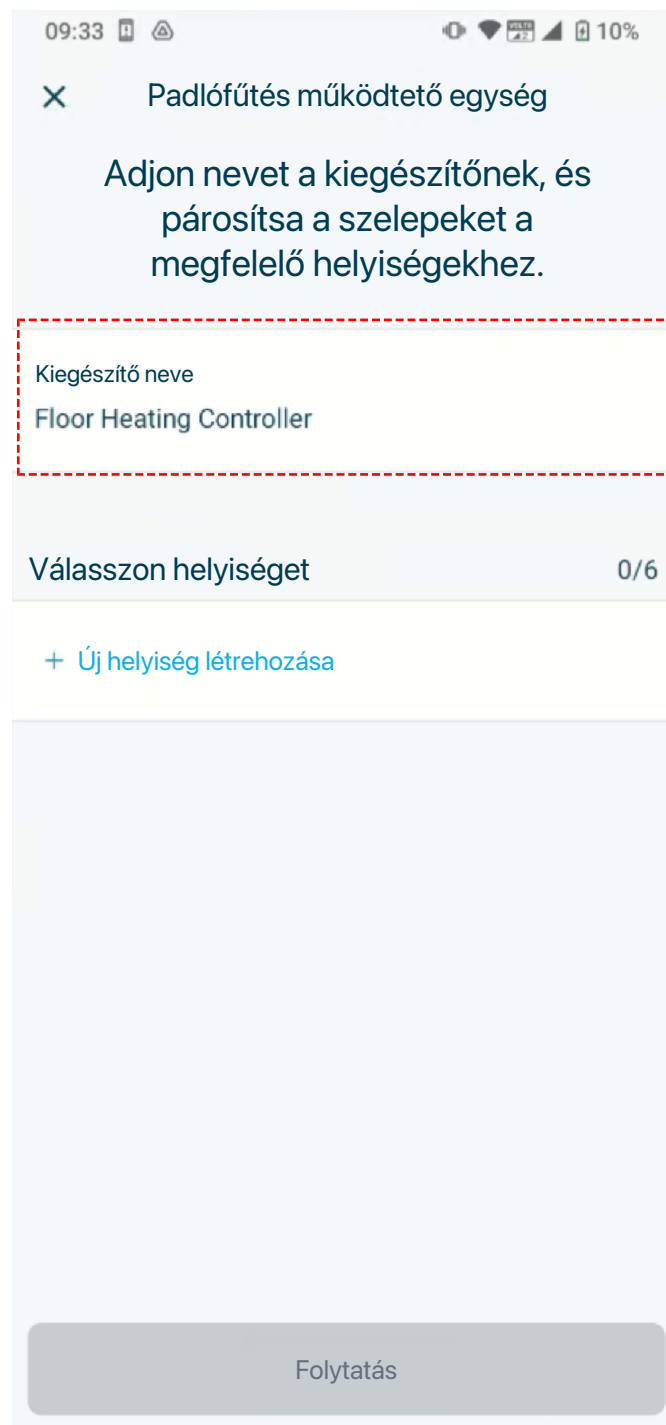 09:33 10%
Padlófűtés működtető egység
Adjon nevet a kiegészítőnek, és
párosítsa a szelepeket a
megfelelő helyiségekhez.
Kiegészítő neve
Floor Heating Controller
Válasszon helyiséget 0/6
+ Új helyiség létrehozása
Folytatás